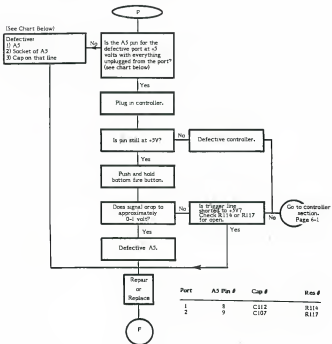 P
(See Chart Below)
Defective:
1) A5
2) Socket of A5
3) Cap on that line
No
Is the A5 pin for the
defective port at +5
volts with everything
unplugged from the port?
(see chart below)
Yes
Plug in controller.
Is pin still at +5V?
No
Defective controller.
Yes
Push and hold
bottom fire button.
Does signal drop to
approximately
0-1 volt?
No
Is trigger line
shorted to +5V?
Check R114 or R117
for open.
No
Go to controller
section.
Page 6-1
Yes
Yes
Defective A5.
Repair
or
Replace
F
Port A5 Pin # Cap # Res #
1 8 C112 R114
2 9 C107 R117